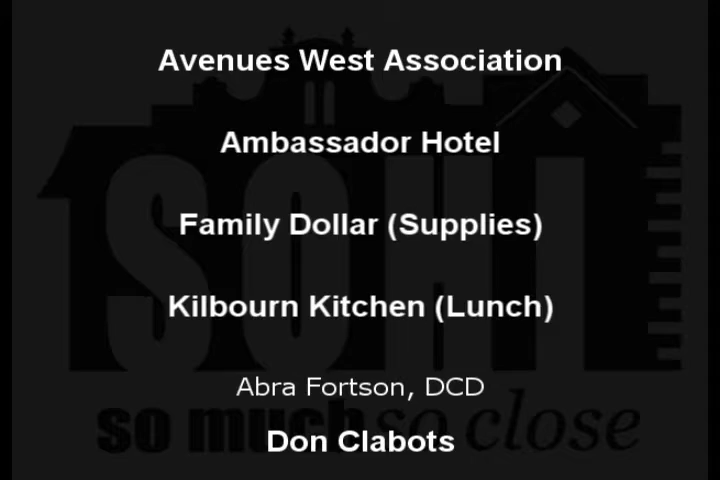 Avenues West Association
Ambassador Hotel
Family Dollar (Supplies)
Kilbourn Kitchen (Lunch)
Abra Fortson, DCD
Don Clabots
SOHI
so much so close